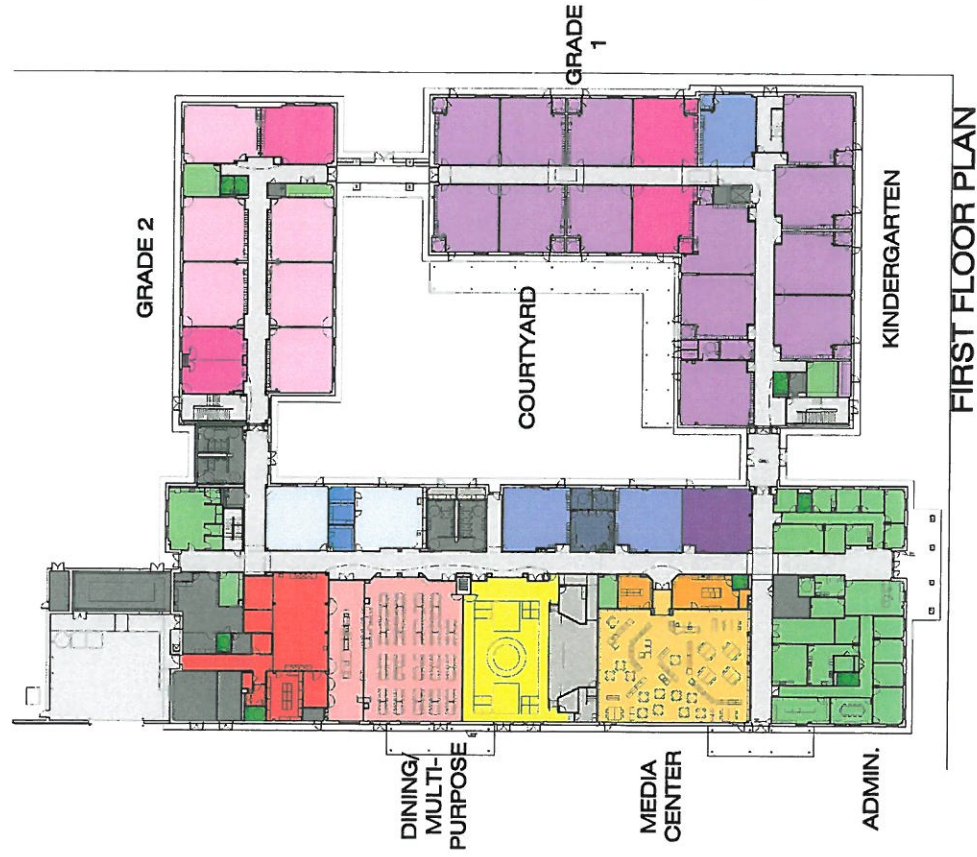 GRADE 2
GRADE
1
COURTYARD
KINDERGARTEN
DINING/
MULTI-
PURPOSE
MEDIA
CENTER
ADMIN.
FIRST FLOOR PLAN